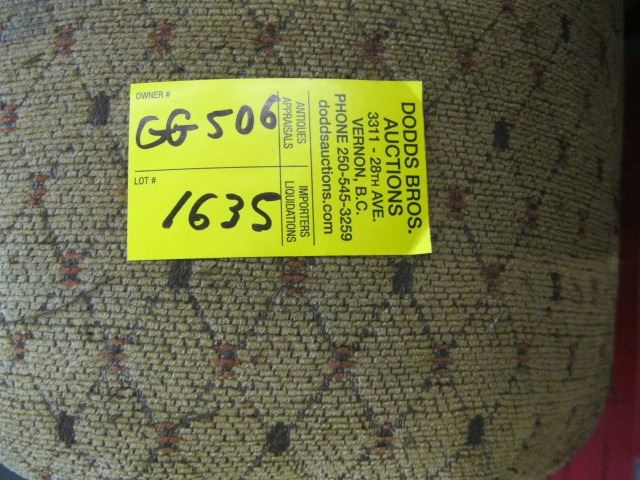 OWNER #
GG 506
LOT #
1635
ANTIQUES
APPRAISALS
IMPORTERS
LIQUIDATIONS
DODDS BROS.
AUCTIONS
3311 - 28TH AVE.
VERNON, B.C.
PHONE 250-545-3259
doddsauctions.com